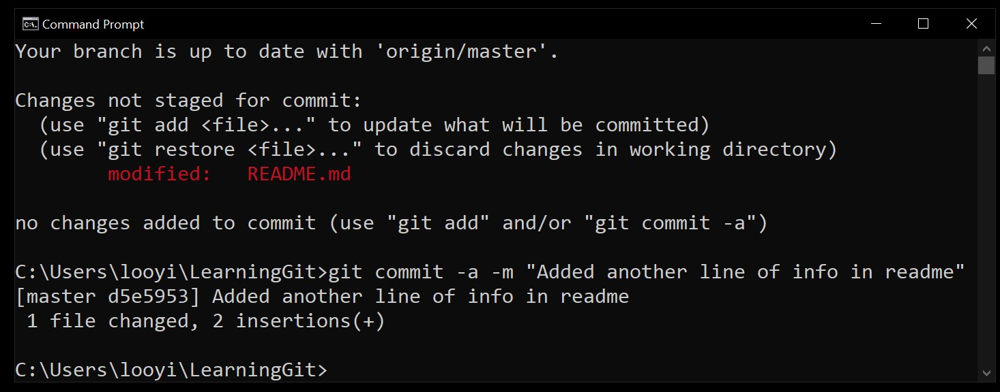 Command Prompt
Your branch is up to date with 'origin/master'.
Changes not staged for commit:
  (use "git add <file>..." to update what will be committed)
  (use "git restore <file>..." to discard changes in working directory)
        modified:   README.md
no changes added to commit (use "git add" and/or "git commit -a")
C:\Users\looyi\LearningGit>git commit -a -m "Added another line of info in readme"
[master d5e5953] Added another line of info in readme
 1 file changed, 2 insertions(+)
C:\Users\looyi\LearningGit>